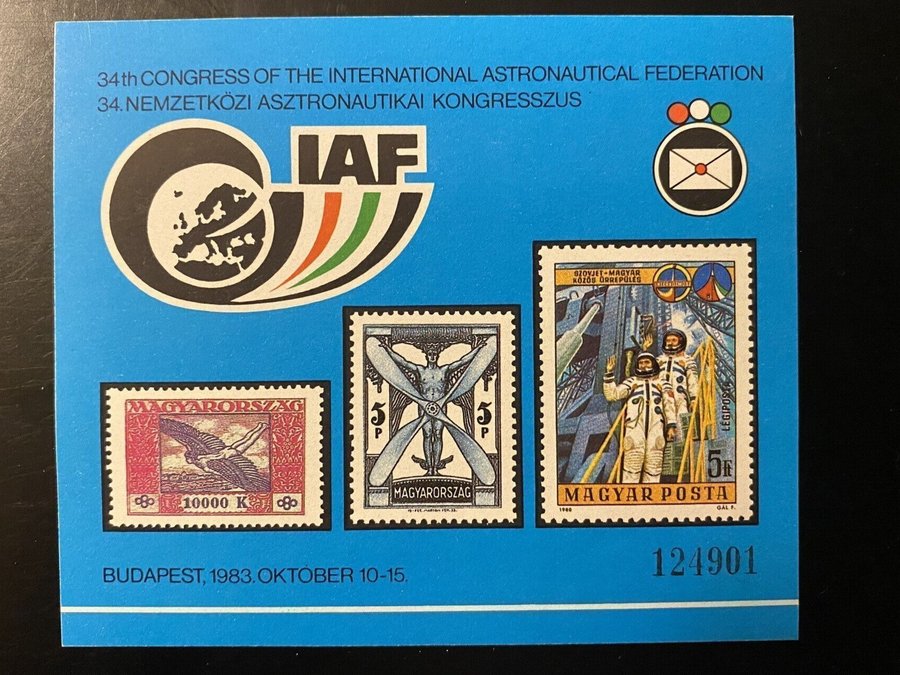 34th CONGRESS OF THE INTERNATIONAL ASTRONAUTICAL FEDERATION
34. NEMZETKÖZI ASZTRONAUTIKAI KONGRESSZUS
IAF
MAGYARORSZÁG
10000 K
5 P
5 P
MAGYARORSZÁG
SZOVJET-MAGYAR
KÖZÖS ŰRREPÜLÉS
INTERKOZMOSZ
LÉGIPOSTA
5 Ft
MAGYAR POSTA
1980
GÁL F.
BUDAPEST, 1983. OKTÓBER 10-15.
124901